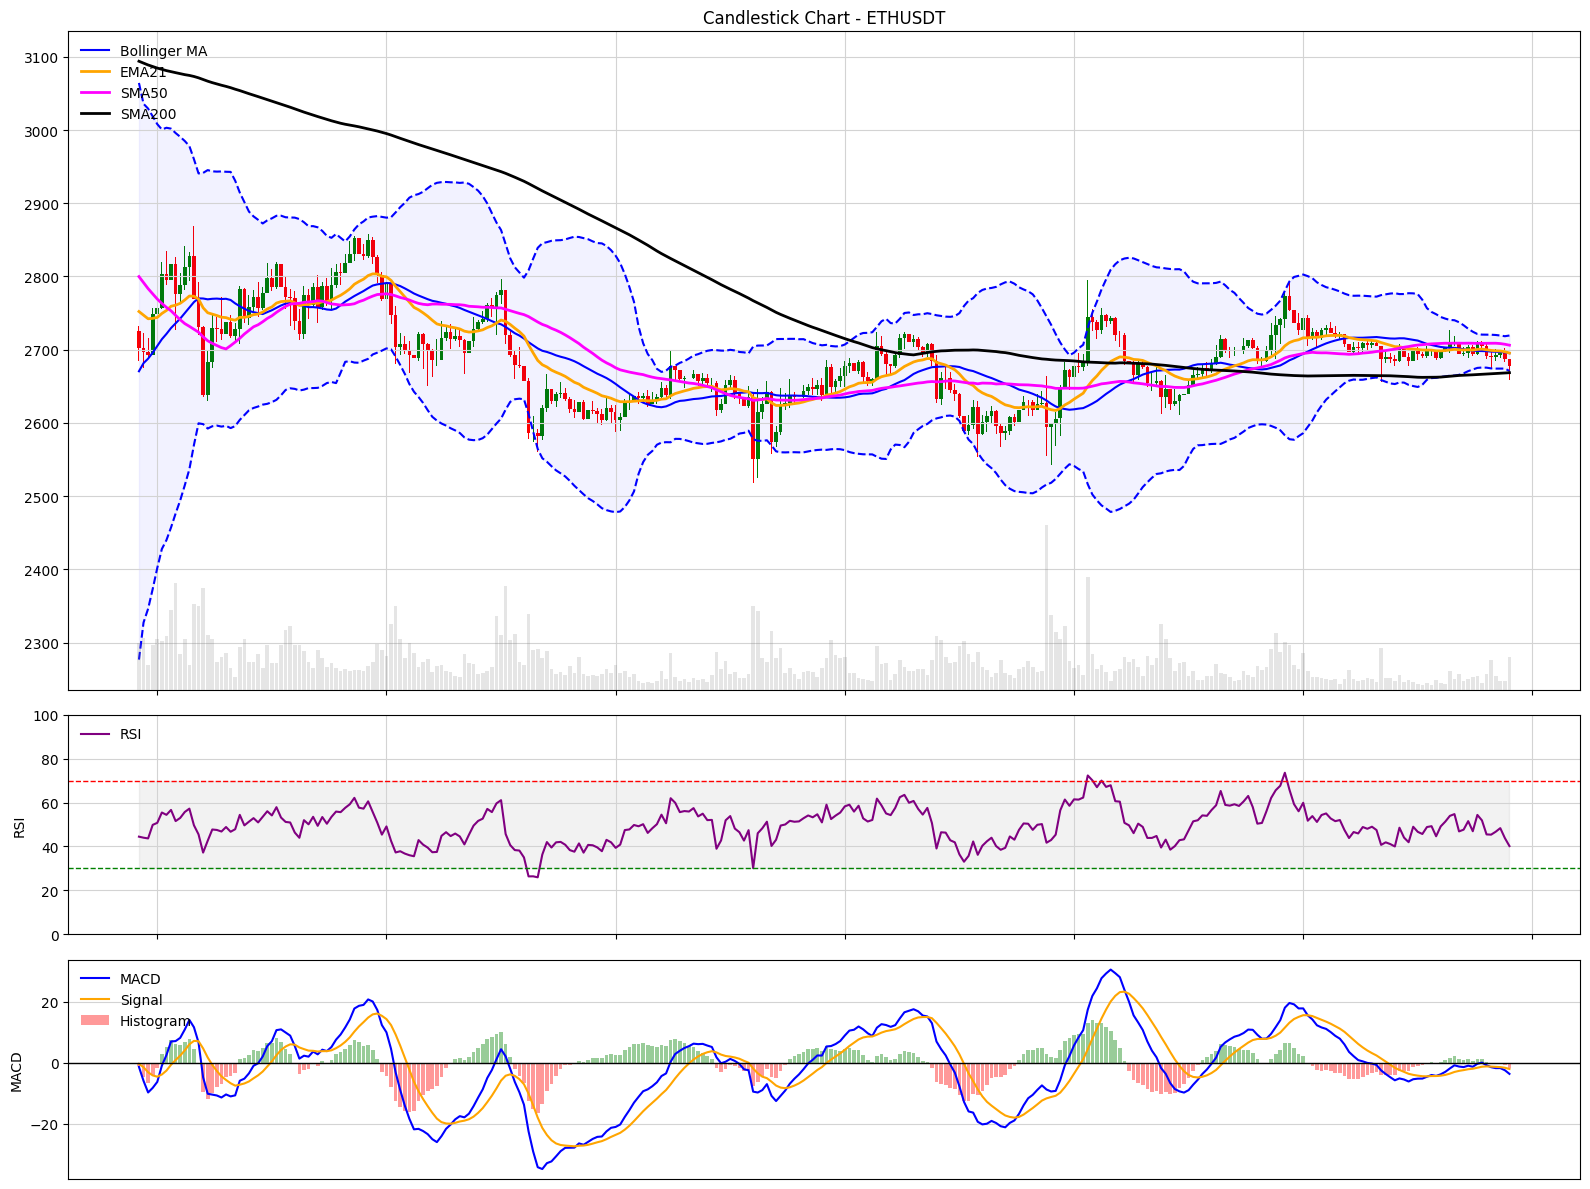 Candlestick Chart - ETHUSDT
Bollinger MA
EMA21
SMA50
SMA200
3100
3000
2900
2800
2700
2600
2500
2400
2300
RSI
RSI
100
80
60
40
20
0
MACD
Signal
Histogram
MACD
20
0
−20